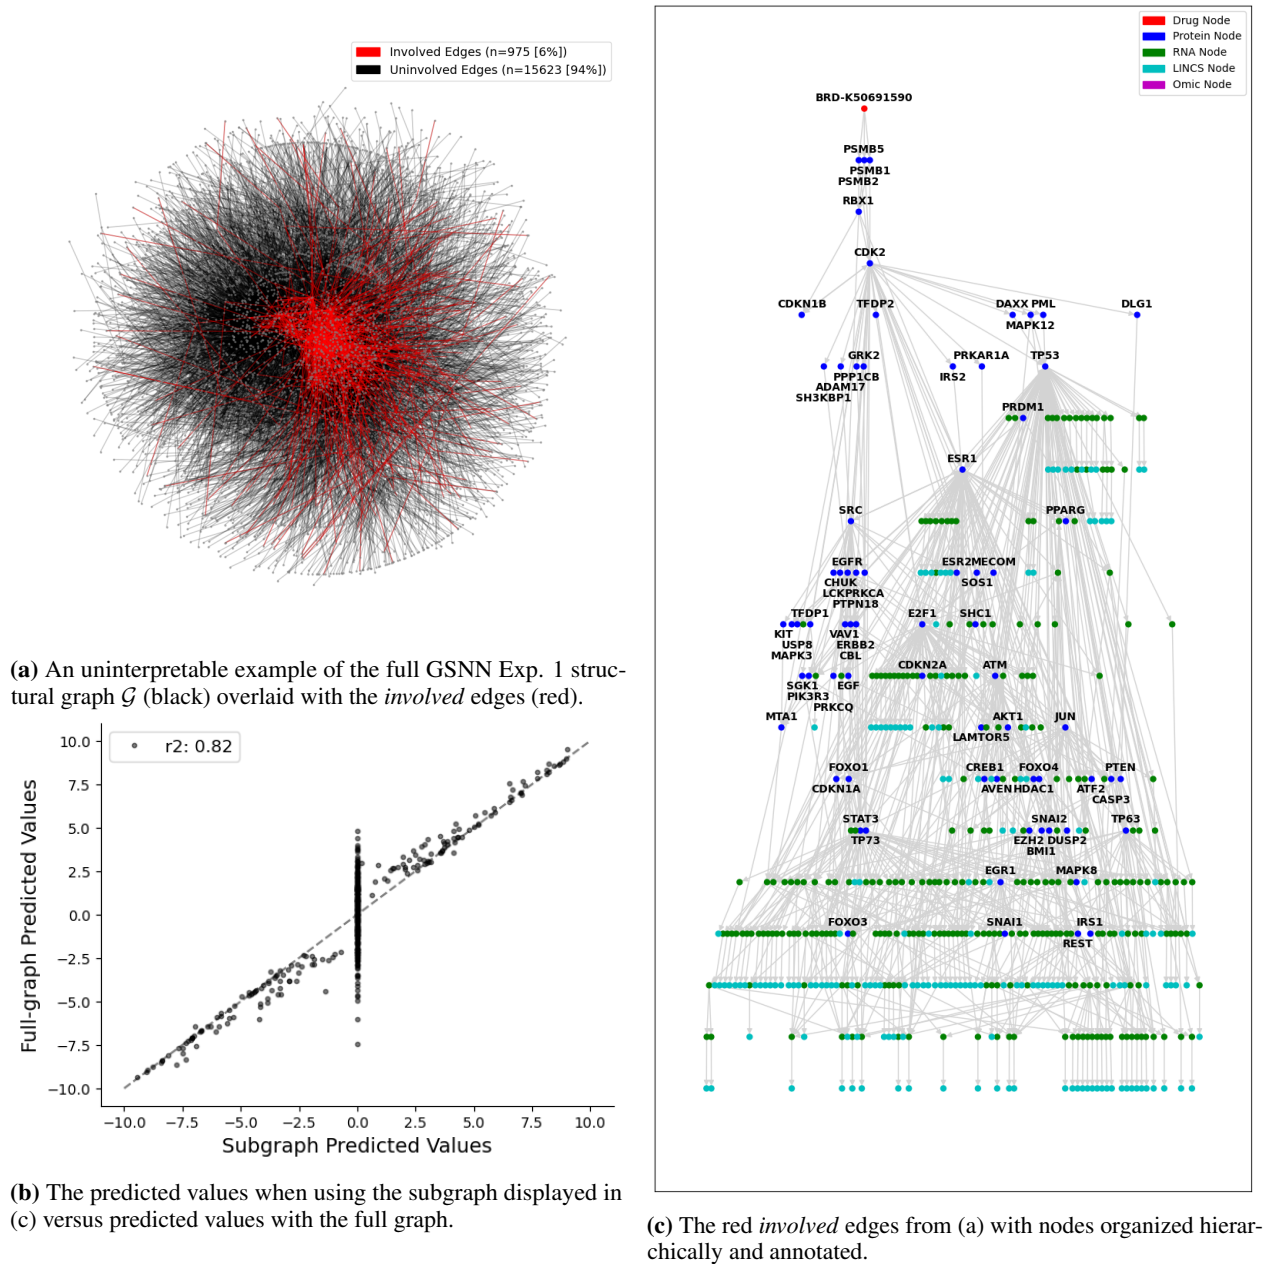 Involved Edges (n=975 [6%])
Uninvolved Edges (n=15623 [94%])
(a) An uninterpretable example of the full GSNN Exp. 1 struc-
tural graph 𝒢 (black) overlaid with the involved edges (red).
r2: 0.82
Full-graph Predicted Values
10.0
7.5
5.0
2.5
0.0
−2.5
−5.0
−7.5
−10.0
−10.0 −7.5 −5.0 −2.5 0.0 2.5 5.0 7.5 10.0
Subgraph Predicted Values
(b) The predicted values when using the subgraph displayed in
(c) versus predicted values with the full graph.
Drug Node
Protein Node
RNA Node
LINCS Node
Omic Node
BRD-K50691590
PSMB5
PSMB1
PSMB2
RBX1
CDK2
CDKN1B TFDP2 DAXX PML DLG1
MAPK12
GRK2 PRKAR1A TP53
PPP1CB IRS2
ADAM17
SH3KBP1
PRDM1
ESR1
SRC PPARG
EGFR ESR2 MECOM
CHUK SOS1
LCK PRKCA
PTPN18
TFDP1 E2F1 SHC1
KIT VAV1
USP8 ERBB2
MAPK3 CBL
CDKN2A ATM
SGK1 EGF
PIK3R3
PRKCQ
MTA1 AKT1 JUN
LAMTOR5
FOXO1 CREB1 FOXO4 PTEN
CDKN1A AVEN HDAC1 ATF2
CASP3
STAT3 SNAI2 TP63
TP73 EZH2 DUSP2
BMI1
EGR1 MAPK8
FOXO3 SNAI1 IRS1
REST
(c) The red involved edges from (a) with nodes organized hierar-
chically and annotated.